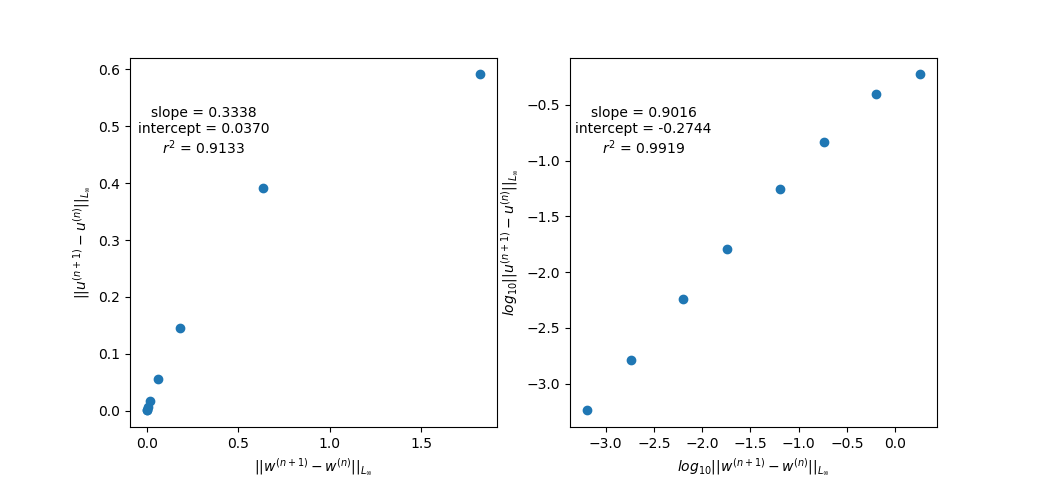 slope = 0.3338
intercept = 0.0370
r² = 0.9133
0.6
0.5
0.4
0.3
0.2
0.1
0.0
||u⁽ⁿ⁺¹⁾ − u⁽ⁿ⁾||_{L∞}
0.0 0.5 1.0 1.5
||w⁽ⁿ⁺¹⁾ − w⁽ⁿ⁾||_{L∞}
slope = 0.9016
intercept = -0.2744
r² = 0.9919
−0.5
−1.0
−1.5
−2.0
−2.5
−3.0
log₁₀||u⁽ⁿ⁺¹⁾ − u⁽ⁿ⁾||_{L∞}
−3.0 −2.5 −2.0 −1.5 −1.0 −0.5 0.0
log₁₀||w⁽ⁿ⁺¹⁾ − w⁽ⁿ⁾||_{L∞}